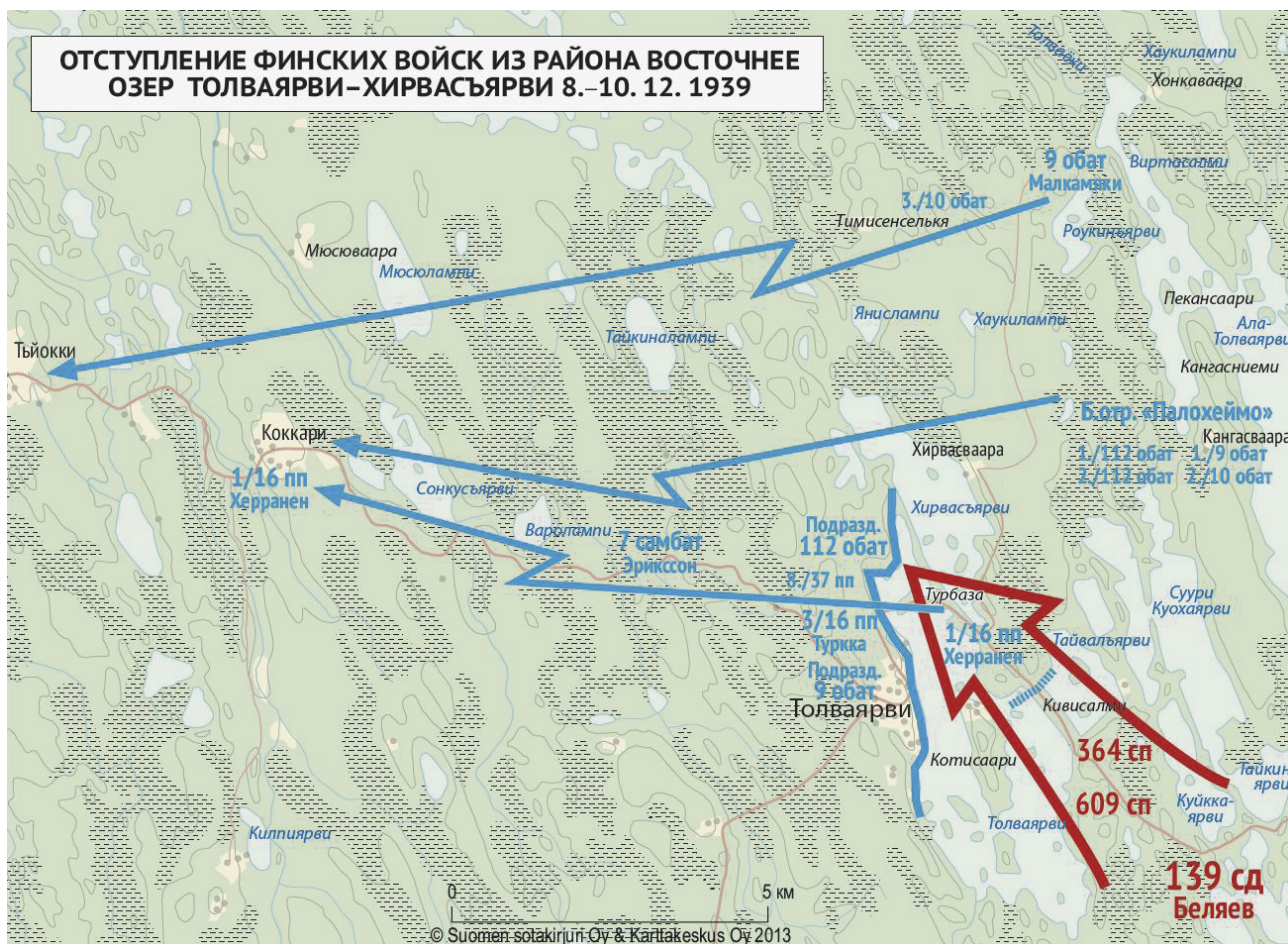 ОТСТУПЛЕНИЕ ФИНСКИХ ВОЙСК ИЗ РАЙОНА ВОСТОЧНЕЕ
ОЗЕР ТОЛВАЯРВИ–ХИРВАСЪЯРВИ 8.–10. 12. 1939
Толвайоки
Хаукилампи
Хонкаваара
Виртасалми
9 обат
Малкамяки
3./10 обат
Тимисенселькя
Роукинъярви
Мюсюваара
Мюсюлампи
Пекансаари
Янислампи
Хаукилампи
Ала-
Толваярви
Тайкиналампи
Тьйокки
Кангасниеми
Б.отр. «Палохеймо»
Коккари
Хирвасваара
Кангасваара
1./112 обат 1./9 обат
2./112 обат 2./10 обат
1/16 пп
Херранен
Сонкусъярви
Хирвасъярви
Варолампи
Подразд.
112 обат
7 самбат
Эрикссон
8./37 пп
Турбаза
Суури
Куохаярви
3/16 пп
Туркка
1/16 пп
Херранен
Тайвалъярви
Подразд.
9 обат
Толваярви
Кивисалми
Котисаари
364 сп
Тайкин
ярви
609 сп
Куйкка-
ярви
Толваярви
Килпиярви
139 сд
Беляев
0 5 км
© Suomen sotakirjuri Oy & Karttakeskus Oy 2013